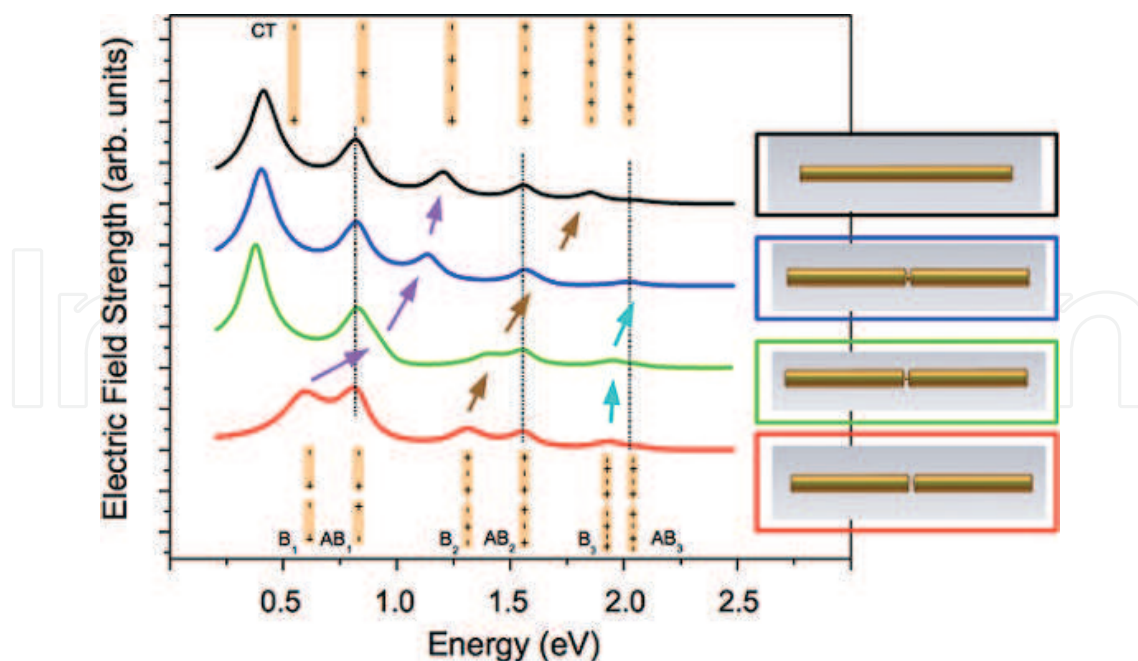 CT
Electric Field Strength (arb. units)
B1 AB1 B2 AB2 B3 AB3
0.5 1.0 1.5 2.0 2.5
Energy (eV)